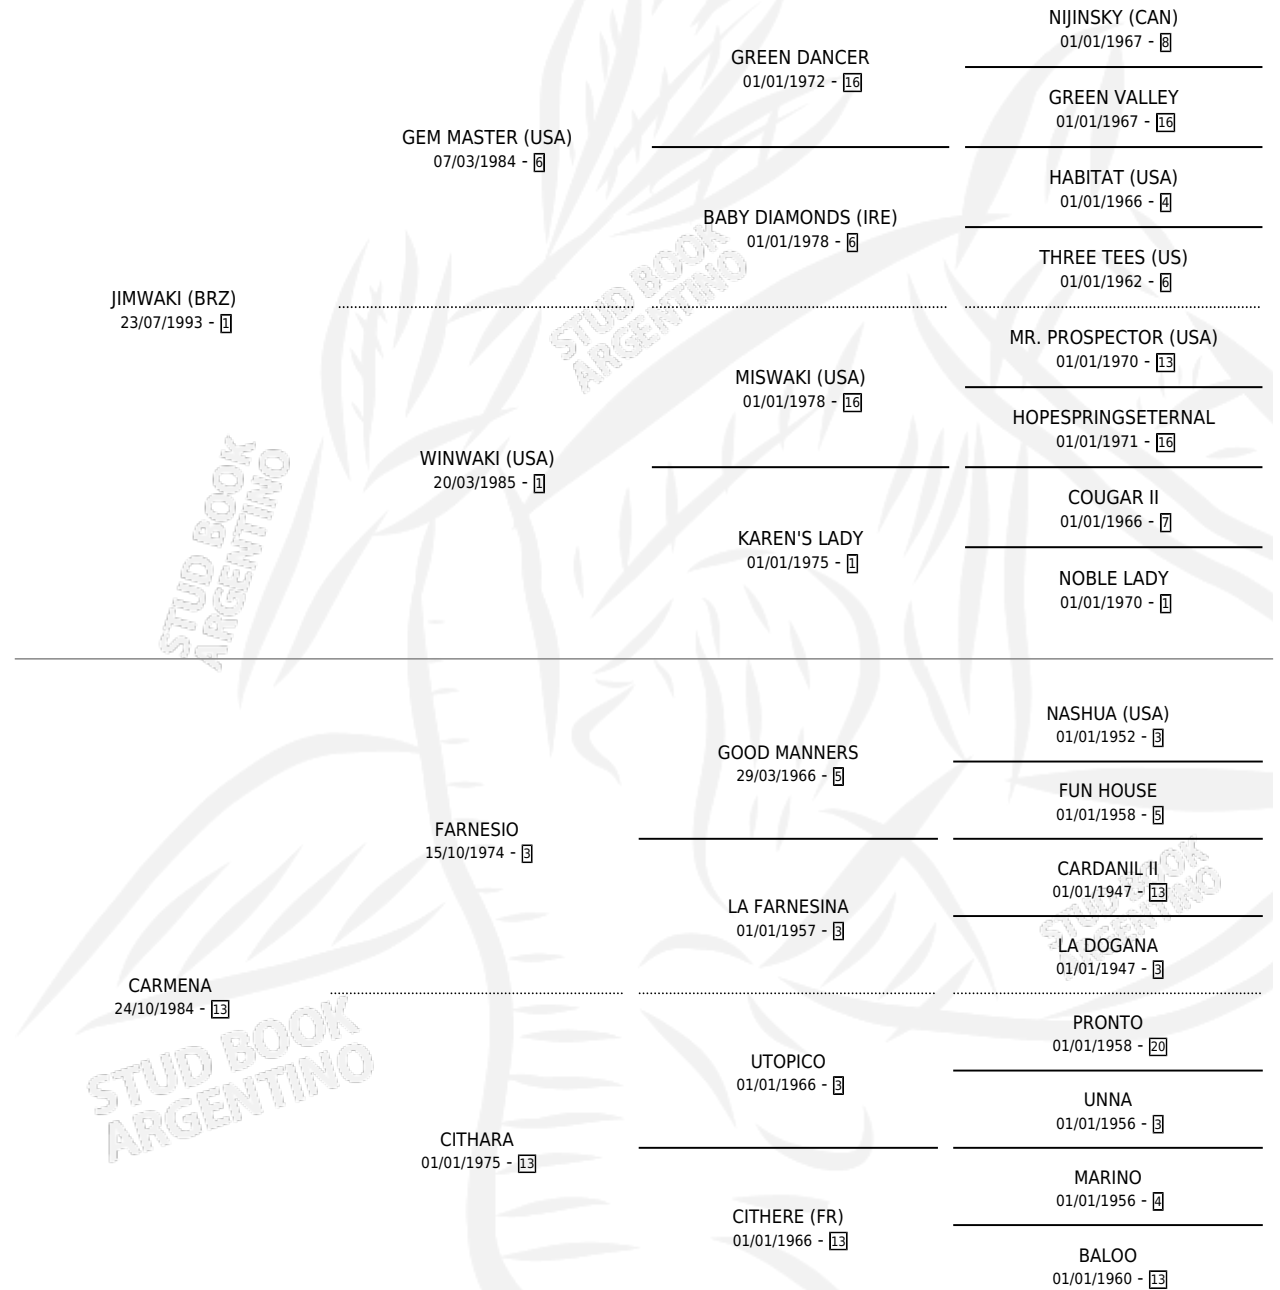 NIJINSKY (CAN)
01/01/1967 - 8
GREEN DANCER
01/01/1972 - 16
GREEN VALLEY
01/01/1967 - 16
GEM MASTER (USA)
07/03/1984 - 6
HABITAT (USA)
01/01/1966 - 4
BABY DIAMONDS (IRE)
01/01/1978 - 6
THREE TEES (US)
01/01/1962 - 6
JIMWAKI (BRZ)
23/07/1993 - 1
MR. PROSPECTOR (USA)
01/01/1970 - 13
MISWAKI (USA)
01/01/1978 - 16
HOPESPRINGSETERNAL
01/01/1971 - 16
WINWAKI (USA)
20/03/1985 - 1
COUGAR II
01/01/1966 - 7
KAREN'S LADY
01/01/1975 - 1
NOBLE LADY
01/01/1970 - 1
NASHUA (USA)
01/01/1952 - 3
GOOD MANNERS
29/03/1966 - 5
FUN HOUSE
01/01/1958 - 5
FARNESIO
15/10/1974 - 3
CARDANIL II
01/01/1947 - 13
LA FARNESINA
01/01/1957 - 3
LA DOGANA
01/01/1947 - 3
CARMENA
24/10/1984 - 13
PRONTO
01/01/1958 - 20
UTOPICO
01/01/1966 - 3
UNNA
01/01/1956 - 3
CITHARA
01/01/1975 - 13
MARINO
01/01/1956 - 4
CITHERE (FR)
01/01/1966 - 13
BALOO
01/01/1960 - 13
STUD BOOK
ARGENTINO
STUD BOOK
ARGENTINO
STUD BOOK
ARGENTINO
STUD BOOK
ARGENTINO